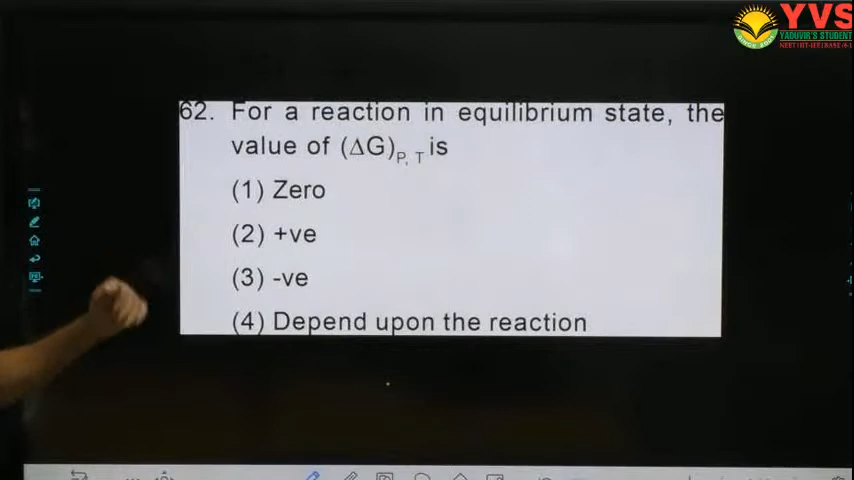 YVS
YADUVIR'S STUDENT
62. For a reaction in equilibrium state, the
value of (ΔG)P, T is
(1) Zero
(2) +ve
(3) -ve
(4) Depend upon the reaction